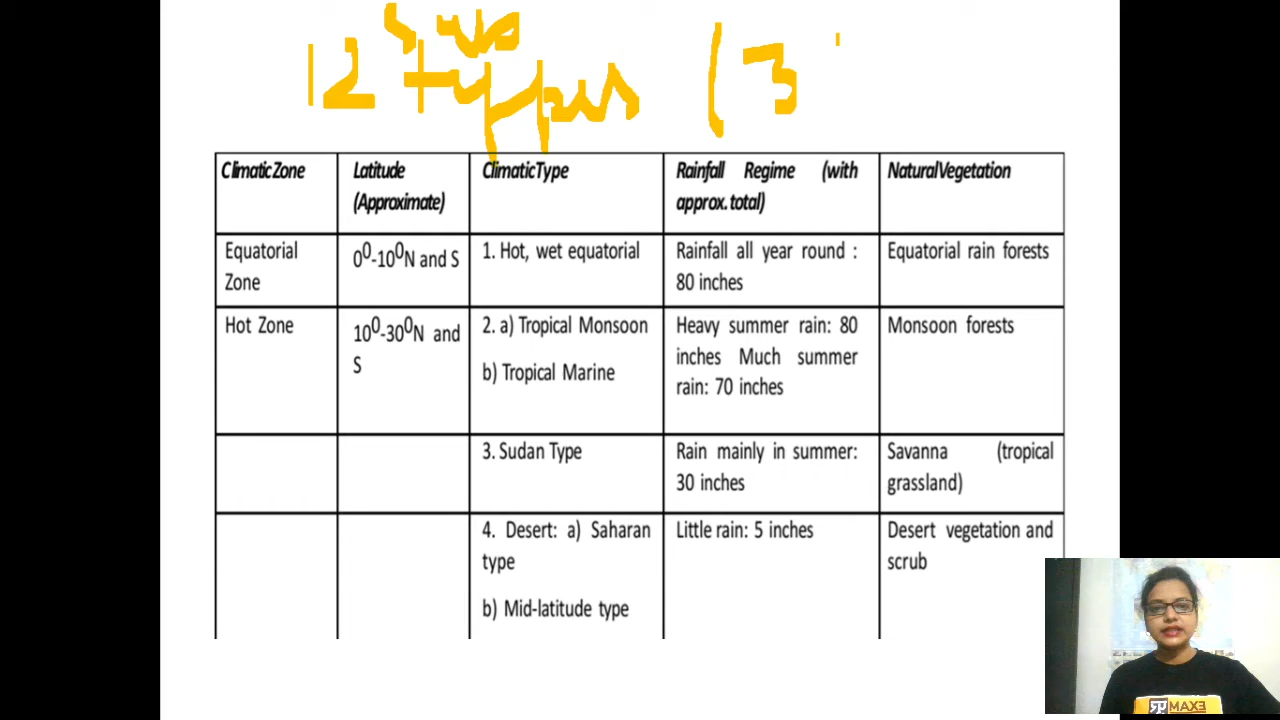 12 types (3
Climatic Zone
Latitude (Approximate)
Climatic Type
Rainfall Regime (with approx. total)
Natural Vegetation
Equatorial Zone
0⁰-10⁰N and S
1. Hot, wet equatorial
Rainfall all year round : 80 inches
Equatorial rain forests
Hot Zone
10⁰-30⁰N and S
2. a) Tropical Monsoon
b) Tropical Marine
Heavy summer rain: 80 inches Much summer rain: 70 inches
Monsoon forests
3. Sudan Type
Rain mainly in summer: 30 inches
Savanna (tropical grassland)
4. Desert: a) Saharan type
b) Mid-latitude type
Little rain: 5 inches
Desert vegetation and scrub
MAX3